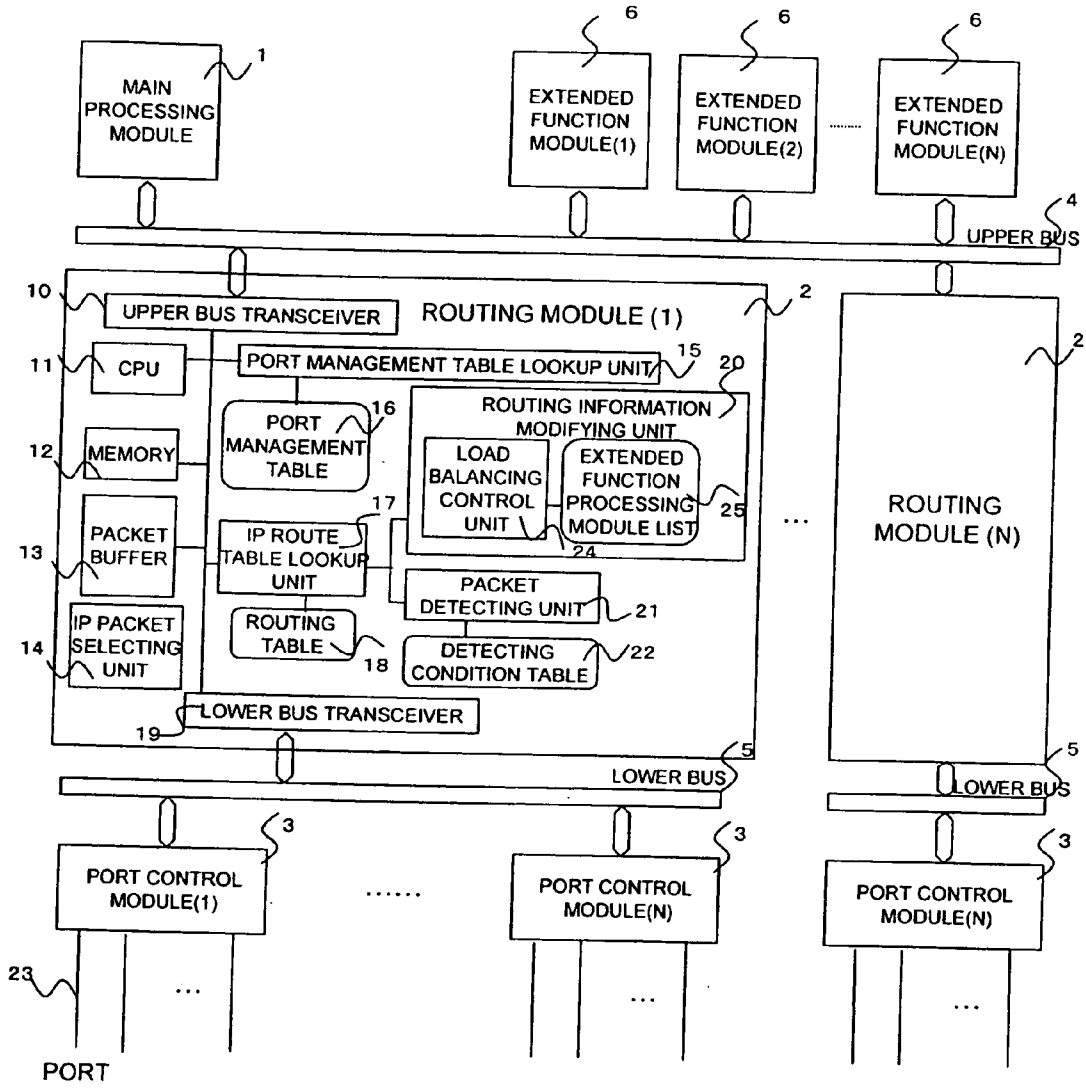 1
MAIN
PROCESSING
MODULE
6
EXTENDED
FUNCTION
MODULE(1)
6
EXTENDED
FUNCTION
MODULE(2)
........
6
EXTENDED
FUNCTION
MODULE(N)
4
UPPER BUS
10
UPPER BUS TRANSCEIVER
ROUTING MODULE (1)
2
11
CPU
PORT MANAGEMENT TABLE LOOKUP UNIT
15
16
PORT
MANAGEMENT
TABLE
20
ROUTING INFORMATION
MODIFYING UNIT
LOAD
BALANCING
CONTROL
UNIT
24
EXTENDED
FUNCTION
PROCESSING
MODULE LIST
25
12
MEMORY
13
PACKET
BUFFER
17
IP ROUTE
TABLE LOOKUP
UNIT
PACKET
DETECTING UNIT
21
14
IP PACKET
SELECTING
UNIT
ROUTING
TABLE
18
DETECTING
CONDITION TABLE
22
19
LOWER BUS TRANSCEIVER
...
2
ROUTING
MODULE (N)
5
LOWER BUS
5
LOWER BUS
3
PORT CONTROL
MODULE(1)
......
3
PORT CONTROL
MODULE(N)
3
PORT CONTROL
MODULE(N)
23
...
...
...
PORT